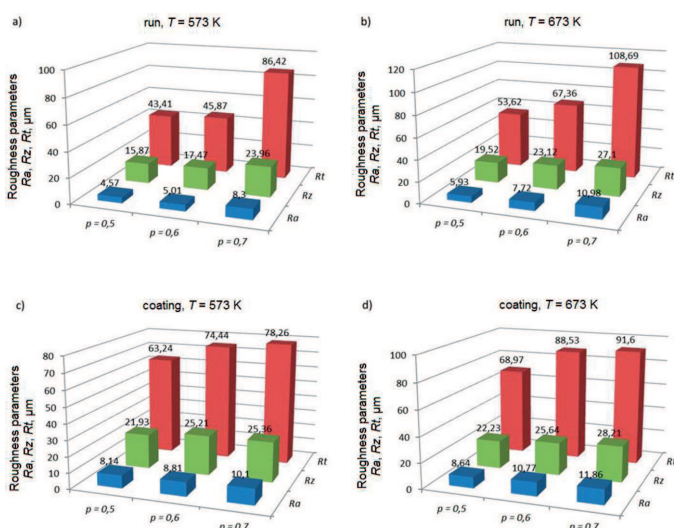 a)
run, T = 573 K
Roughness parameters
Ra, Rz, Rt, µm
100
80
60
40
20
0
43,41
45,87
86,42
15,87
17,47
23,96
4,57
5,01
8,3
p = 0,5
p = 0,6
p = 0,7
Rt
Rz
Ra
b)
run, T = 673 K
Roughness parameters
Ra, Rz, Rt, µm
120
100
80
60
40
20
0
53,62
67,36
108,69
19,52
23,12
27,1
5,93
7,72
10,98
p = 0,5
p = 0,6
p = 0,7
Rt
Rz
Ra
c)
coating, T = 573 K
Roughness parameters
Ra, Rz, Rt, µm
80
70
60
50
40
30
20
10
0
63,24
74,44
78,26
21,93
25,21
25,36
8,14
8,81
10,1
p = 0,5
p = 0,6
p = 0,7
Rt
Rz
Ra
d)
coating, T = 673 K
Roughness parameters
Ra, Rz, Rt, µm
100
80
60
40
20
0
68,97
88,53
91,6
22,23
25,64
28,21
8,64
10,77
11,86
p = 0,5
p = 0,6
p = 0,7
Rt
Rz
Ra